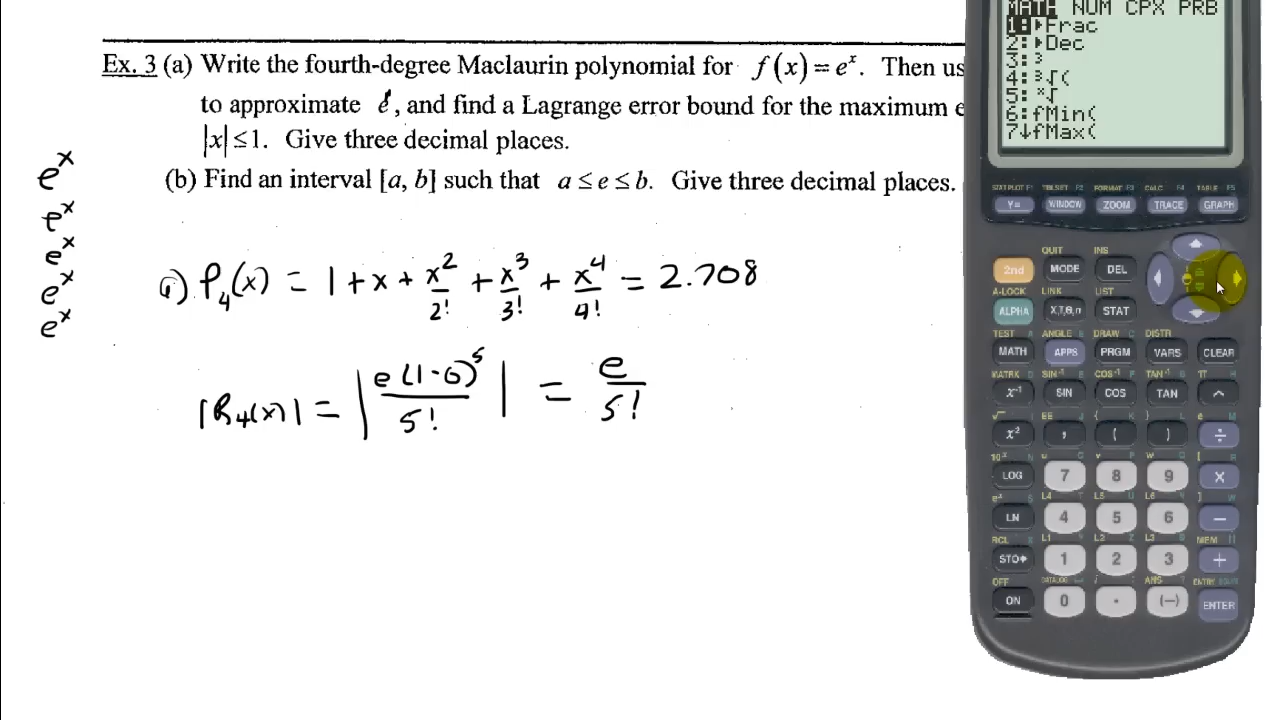 Ex. 3 (a) Write the fourth-degree Maclaurin polynomial for f(x) = e^x. Then us
to approximate e', and find a Lagrange error bound for the maximum e
|x| ≤ 1. Give three decimal places.
(b) Find an interval [a, b] such that a ≤ e ≤ b. Give three decimal places.
e^x
e^x
e^x
e^x
e^x
a) P₄(x) = 1 + x + x²/2! + x³/3! + x⁴/4! = 2.708
|R₄(x)| = |e(1-0)⁵/5!| = e/5!
MATH NUM CPX PRB
1:▸Frac
2:▸Dec
3:³
4:³√(
5:ˣ√
6:fMin(
7↓fMax(
STAT PLOT F1 TBLSET F2 FORMAT F3 CALC F4 TABLE F5
Y= WINDOW ZOOM TRACE GRAPH
QUIT INS
2nd MODE DEL
A-LOCK LINK LIST
ALPHA X,T,Θ,n STAT
TEST A ANGLE B DRAW C DISTR
MATH APPS PRGM VARS CLEAR
MATRX D SIN⁻¹ E COS⁻¹ F TAN⁻¹ G π H
x⁻¹ SIN COS TAN ^
√ I EE J { K } L e M
x² , ( ) ÷
10ˣ N u O v P w Q [ R
LOG 7 8 9 ×
eˣ S L4 T L5 U L6 V ] W
LN 4 5 6 −
RCL X L1 Y L2 Z L3 θ MEM "
STO▸ 1 2 3 +
OFF CATALOG i : ANS ? ENTRY SOLVE
ON 0 . (−) ENTER